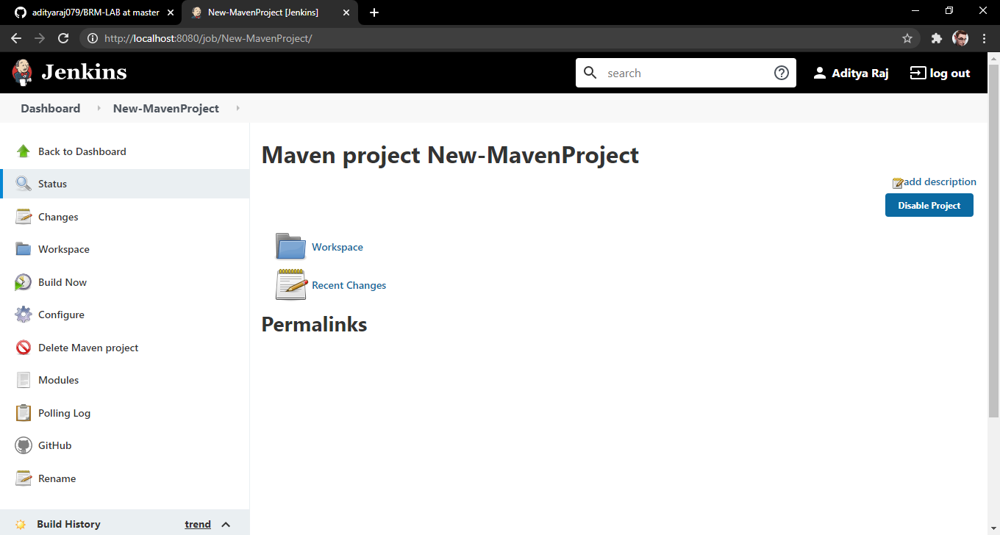 adityaraj079/BRM-LAB at master
New-MavenProject [Jenkins]
http://localhost:8080/job/New-MavenProject/
Jenkins
search
Aditya Raj
log out
Dashboard
New-MavenProject
Back to Dashboard
Status
Changes
Workspace
Build Now
Configure
Delete Maven project
Modules
Polling Log
GitHub
Rename
Build History
trend
Maven project New-MavenProject
add description
Disable Project
Workspace
Recent Changes
Permalinks